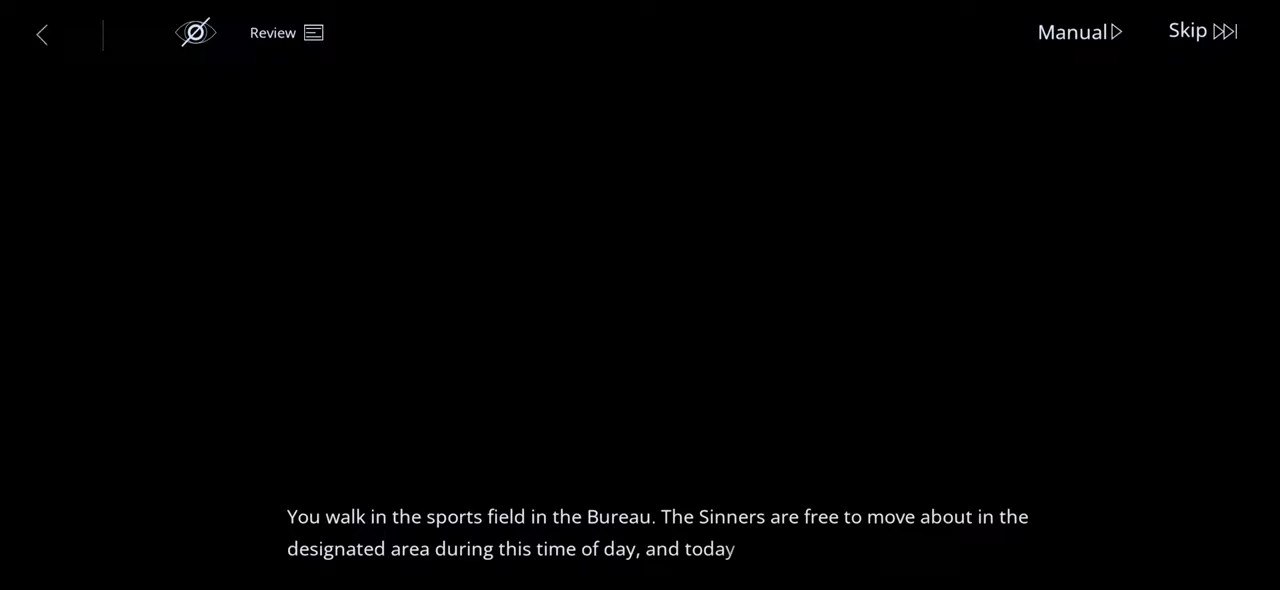 Review
Manual
Skip
You walk in the sports field in the Bureau. The Sinners are free to move about in the
designated area during this time of day, and today